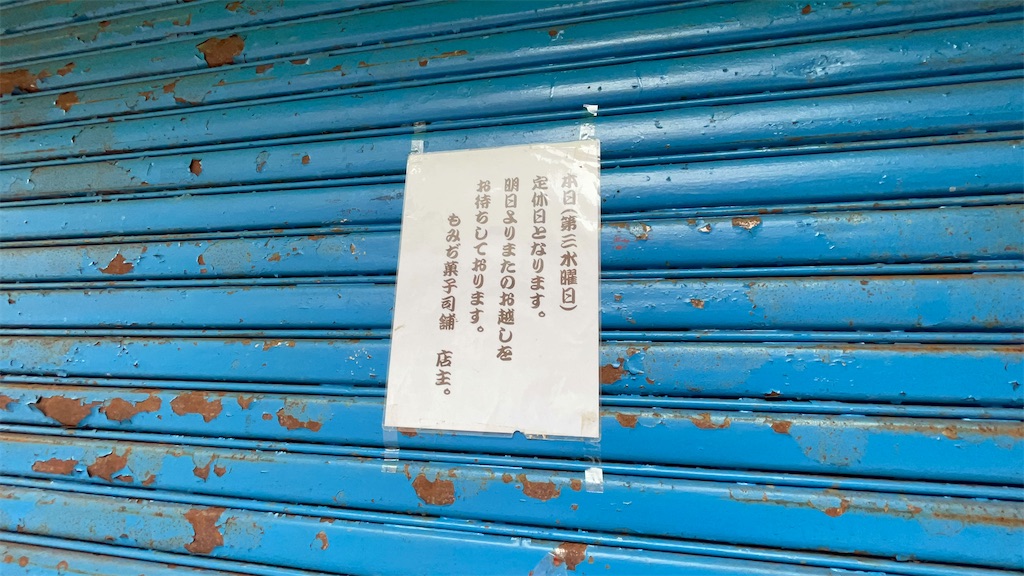 本日(第三水曜日)
定休日となります。
明日よりまたのお越しを
お待ちしております。
もみぢ菓子司舗 店主。